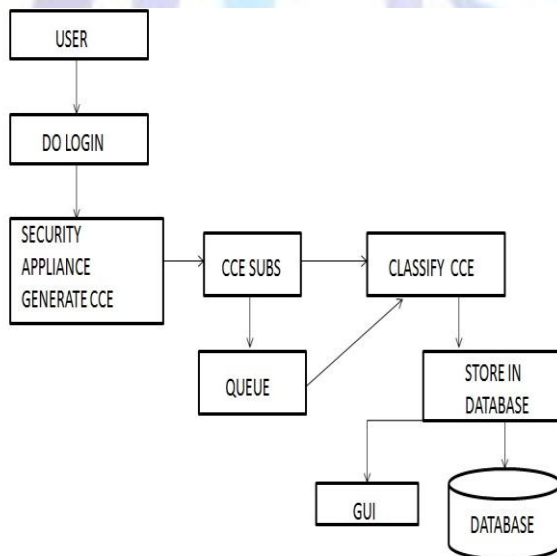 USER
DO LOGIN
SECURITY
APPLIANCE
GENERATE CCE
CCE SUBS
CLASSIFY CCE
QUEUE
STORE IN
DATABASE
GUI
DATABASE